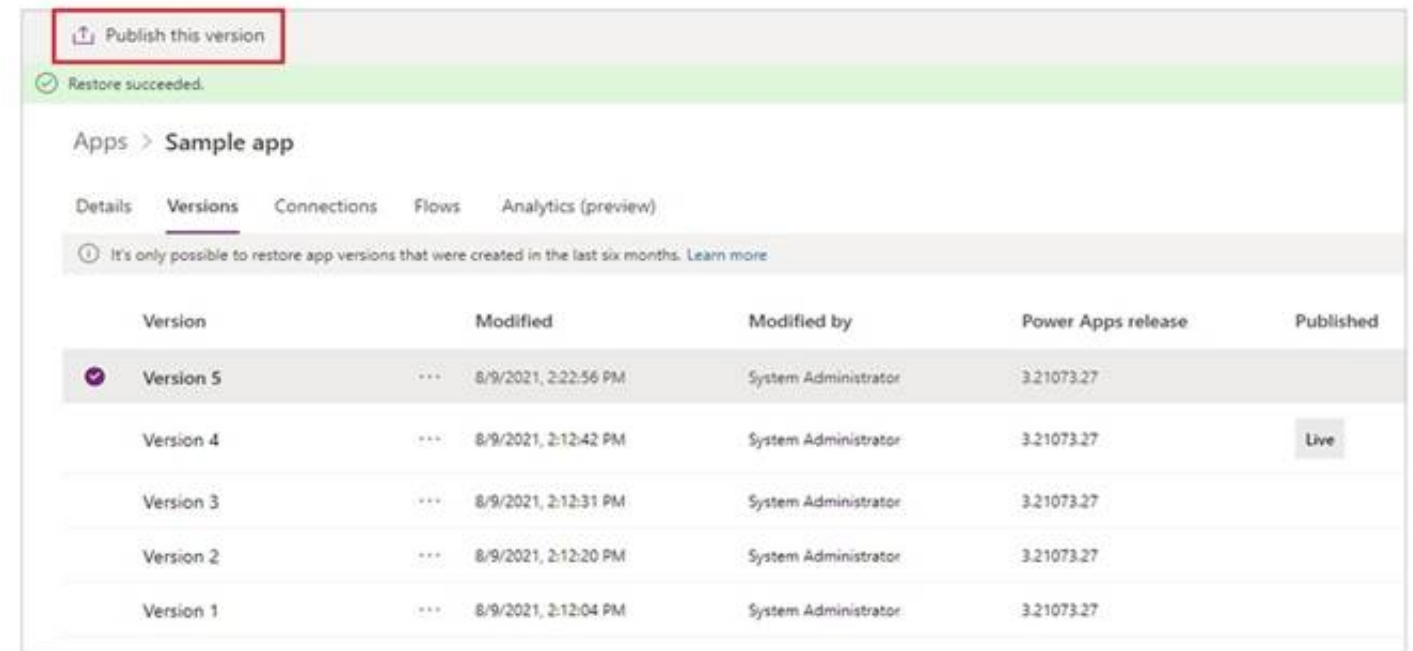 Publish this version
Restore succeeded.
Apps > Sample app
Details Versions Connections Flows Analytics (preview)
It's only possible to restore app versions that were created in the last six months. Learn more
Version Modified Modified by Power Apps release Published
Version 5 ··· 8/9/2021, 2:22:56 PM System Administrator 3.21073.27
Version 4 ··· 8/9/2021, 2:12:42 PM System Administrator 3.21073.27 Live
Version 3 ··· 8/9/2021, 2:12:31 PM System Administrator 3.21073.27
Version 2 ··· 8/9/2021, 2:12:20 PM System Administrator 3.21073.27
Version 1 ··· 8/9/2021, 2:12:04 PM System Administrator 3.21073.27